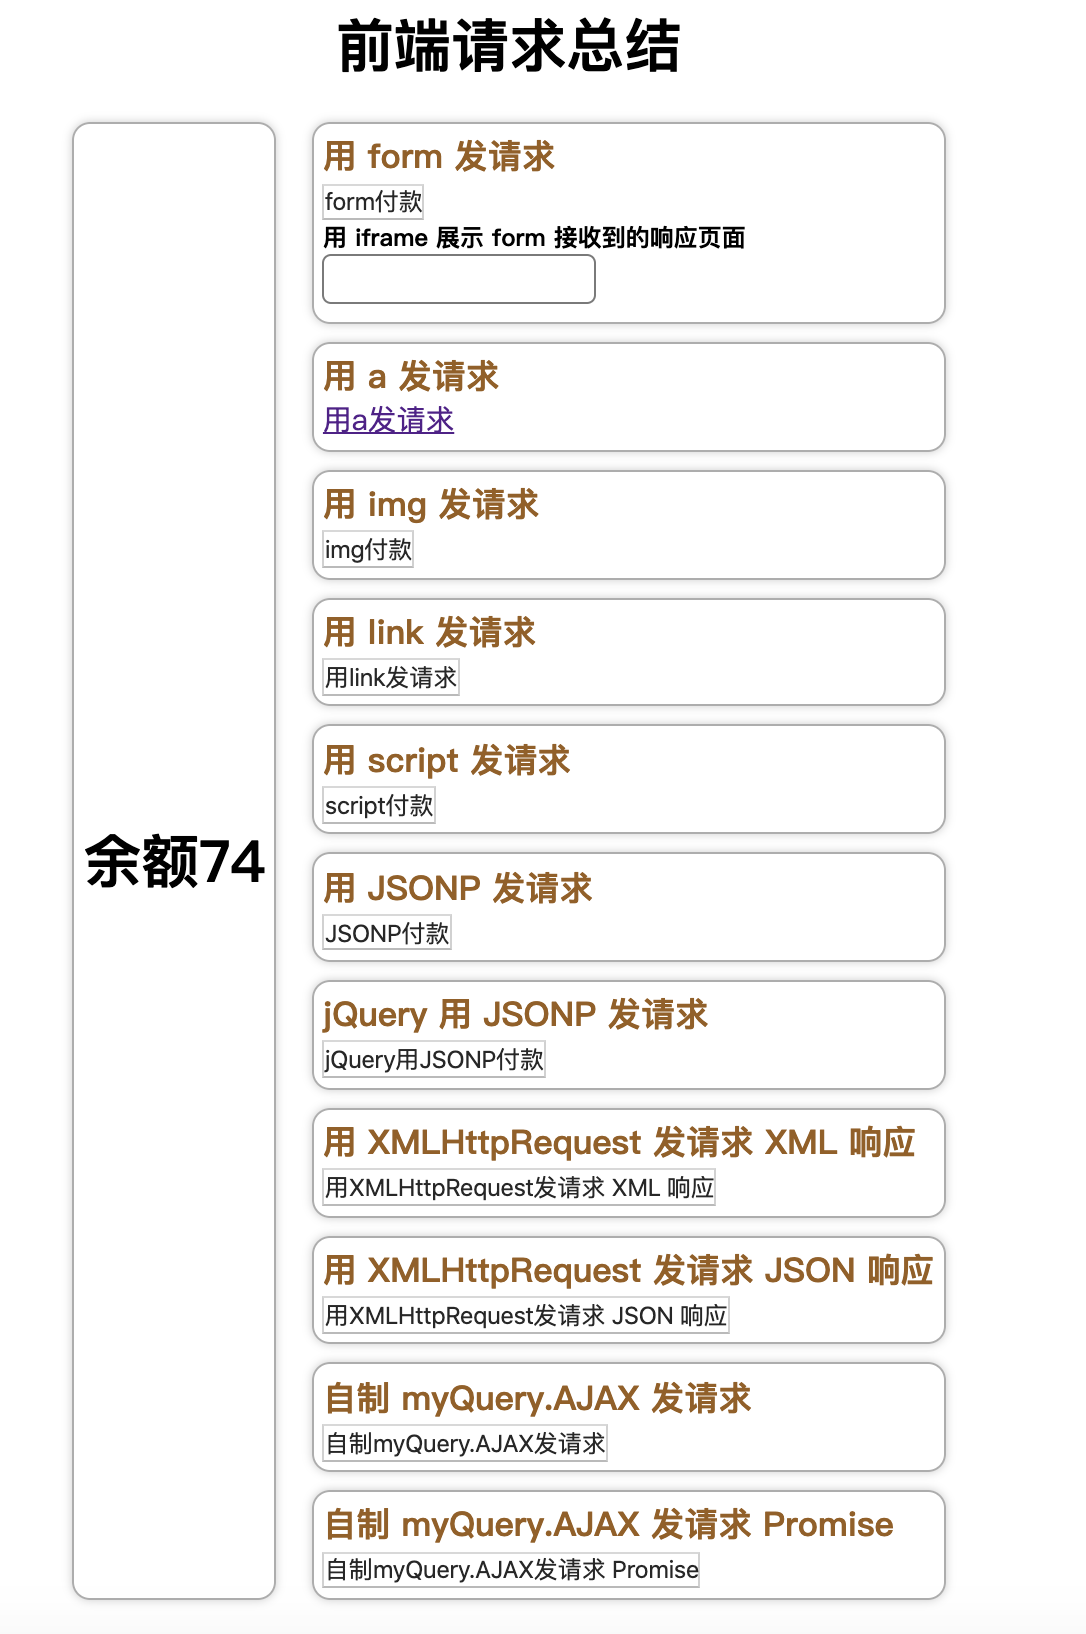 前端请求总结
余额74
用 form 发请求
form付款
用 iframe 展示 form 接收到的响应页面
用 a 发请求
用a发请求
用 img 发请求
img付款
用 link 发请求
用link发请求
用 script 发请求
script付款
用 JSONP 发请求
JSONP付款
jQuery 用 JSONP 发请求
jQuery用JSONP付款
用 XMLHttpRequest 发请求 XML 响应
用XMLHttpRequest发请求 XML 响应
用 XMLHttpRequest 发请求 JSON 响应
用XMLHttpRequest发请求 JSON 响应
自制 myQuery.AJAX 发请求
自制myQuery.AJAX发请求
自制 myQuery.AJAX 发请求 Promise
自制myQuery.AJAX发请求 Promise